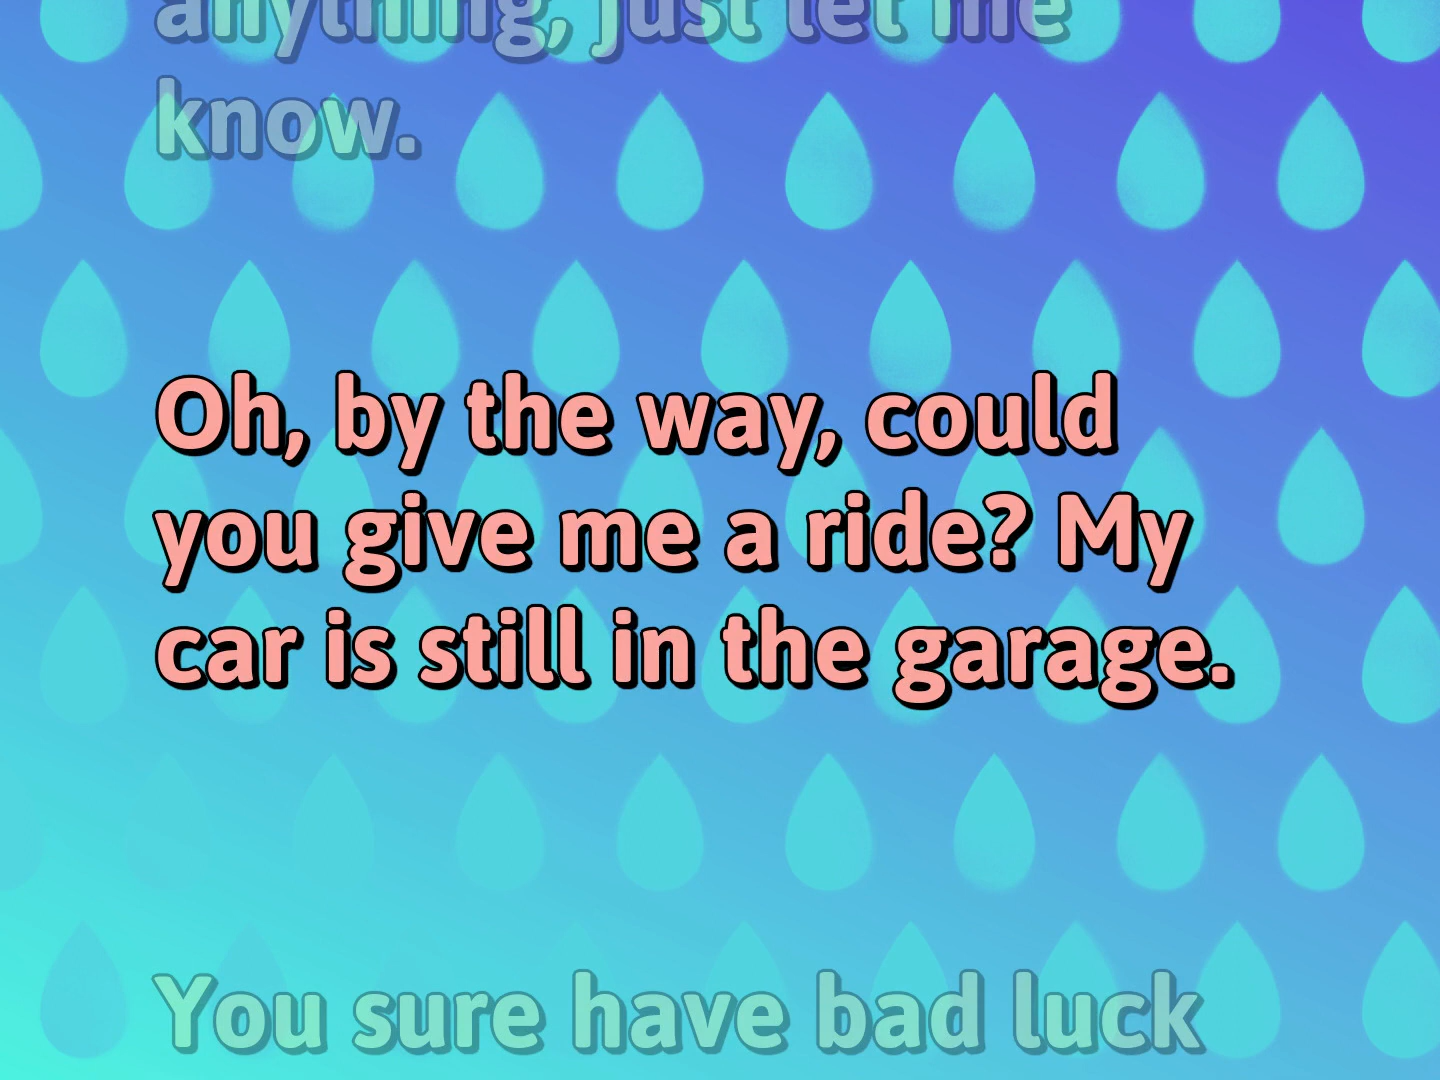 anything, just let me
know.
Oh, by the way, could
you give me a ride? My
car is still in the garage.
You sure have bad luck